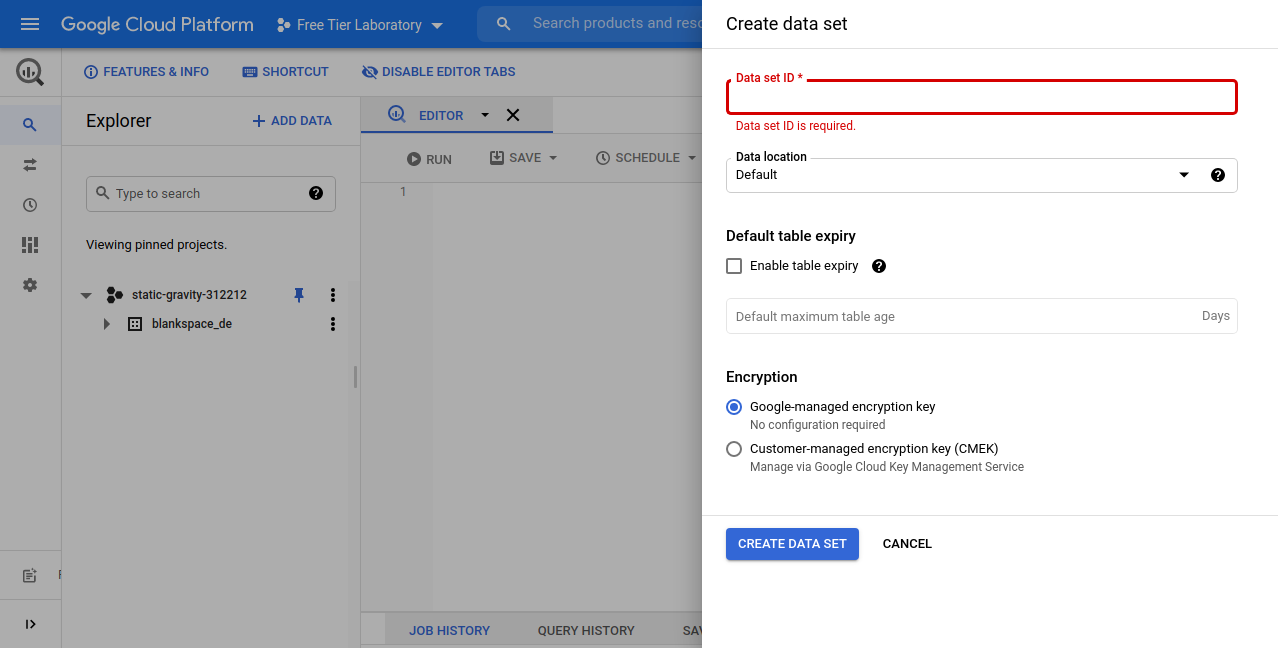 Google Cloud Platform
Free Tier Laboratory
Search products and reso
FEATURES & INFO
SHORTCUT
DISABLE EDITOR TABS
Explorer
ADD DATA
EDITOR
RUN
SAVE
SCHEDULE
Type to search
1
Viewing pinned projects.
static-gravity-312212
blankspace_de
JOB HISTORY
QUERY HISTORY
SAV
Create data set
Data set ID *
Data set ID is required.
Data location
Default
Default table expiry
Enable table expiry
Default maximum table age
Days
Encryption
Google-managed encryption key
No configuration required
Customer-managed encryption key (CMEK)
Manage via Google Cloud Key Management Service
CREATE DATA SET
CANCEL